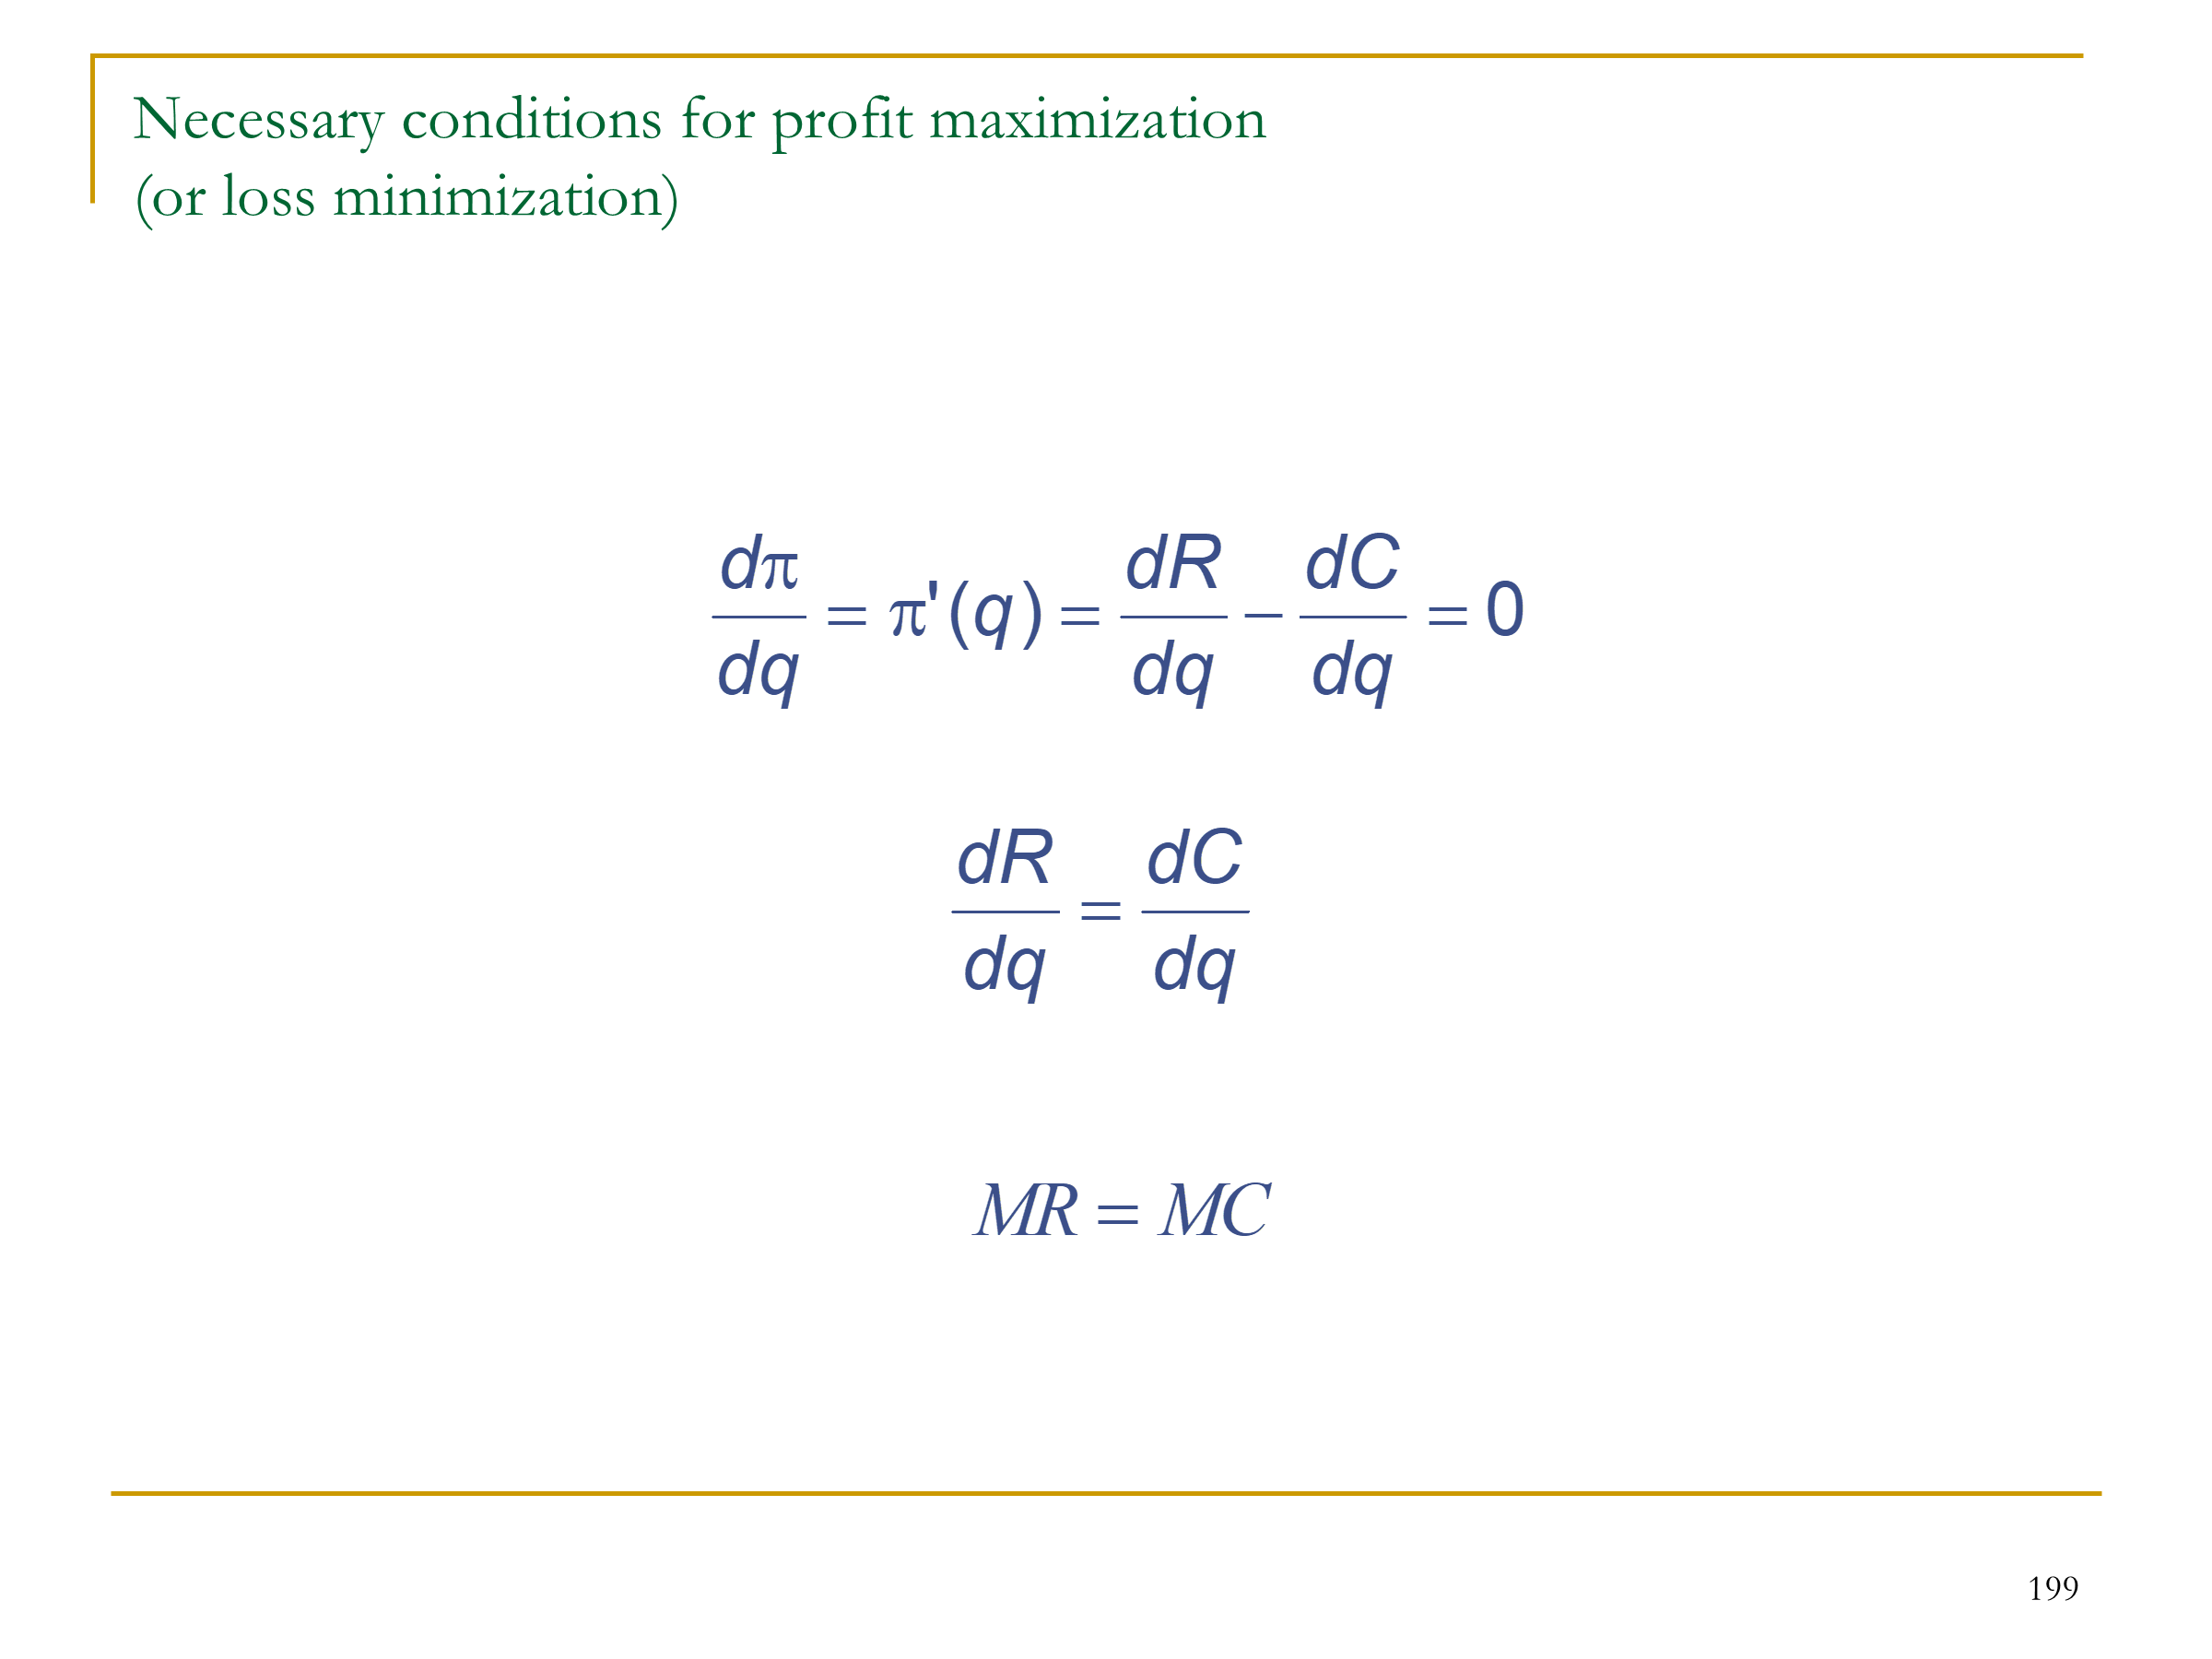 Necessary conditions for profit maximization
(or loss minimization)
dπ/dq = π'(q) = dR/dq − dC/dq = 0
dR/dq = dC/dq
MR = MC
199